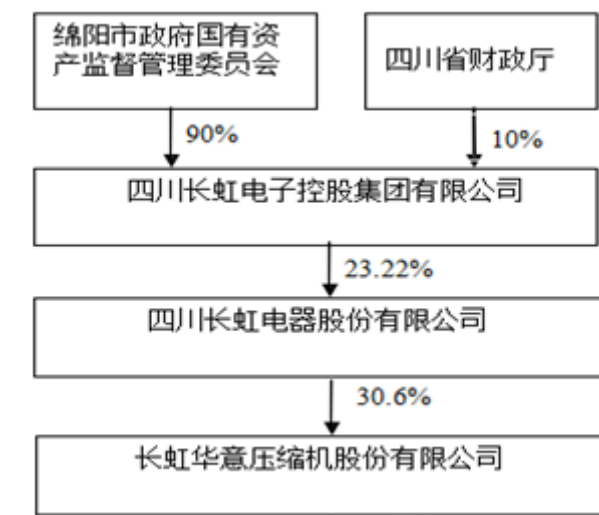 绵阳市政府国有资
产监督管理委员会
四川省财政厅
90%
10%
四川长虹电子控股集团有限公司
23.22%
四川长虹电器股份有限公司
30.6%
长虹华意压缩机股份有限公司